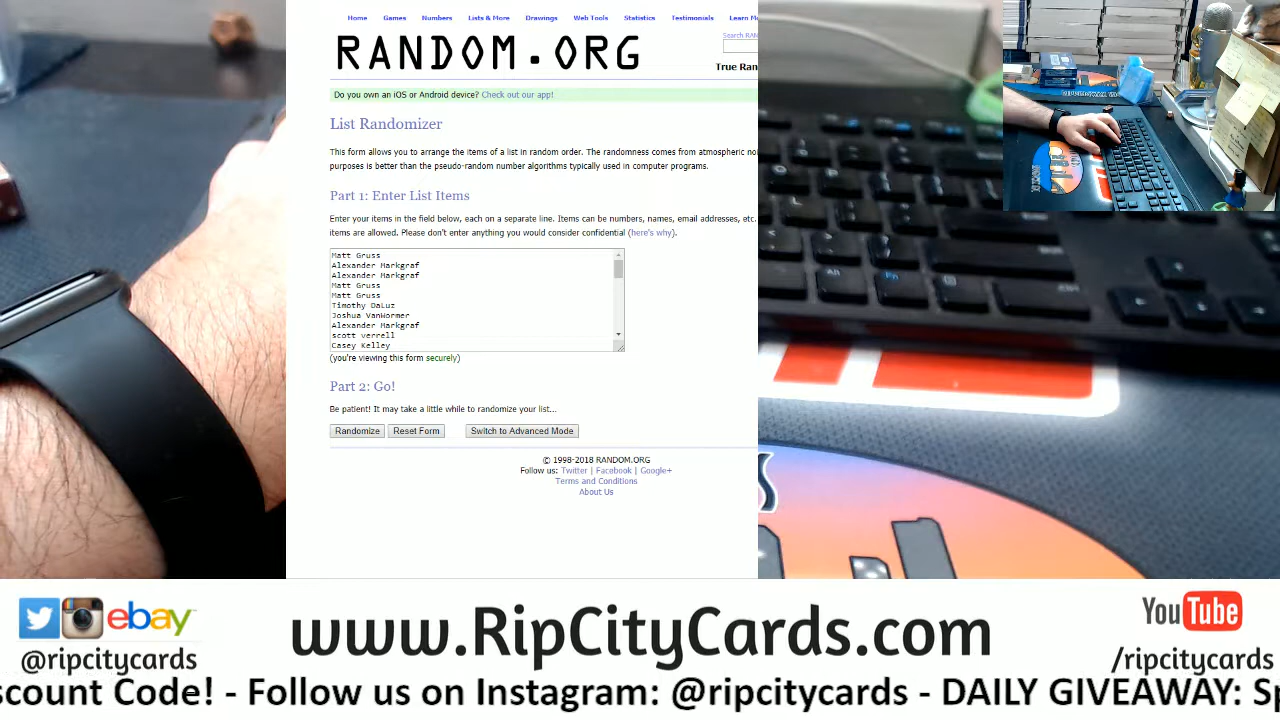 Home Games Numbers Lists & More Drawings Web Tools Statistics Testimonials Learn
RANDOM.ORG
Search
True
Do you own an iOS or Android device? Check out our app!
List Randomizer
This form allows you to arrange the items of a list in random order. The randomness comes from atmospheric
purposes is better than the pseudo-random number algorithms typically used in computer programs.
Part 1: Enter List Items
Enter your items in the field below, each on a separate line. Items can be numbers, names, email addresses, etc.
items are allowed. Please don't enter anything you would consider confidential (here's why).
Matt Gruss
Alexander Markgraf
Alexander Markgraf
Matt Gruss
Matt Gruss
Timothy DaLuz
Joshua VanWormer
Alexander Markgraf
scott verrell
Casey Kelley
(you're viewing this form securely)
Part 2: Go!
Be patient! It may take a little while to randomize your list...
Randomize Reset Form Switch to Advanced Mode
© 1998-2018 RANDOM.ORG
Follow us: Twitter | Facebook | Google+
Terms and Conditions
About Us
ebay
@ripcitycards
www.RipCityCards.com
YouTube
/ripcitycards
scount Code! - Follow us on Instagram: @ripcitycards - DAILY GIVEAWAY: Sp